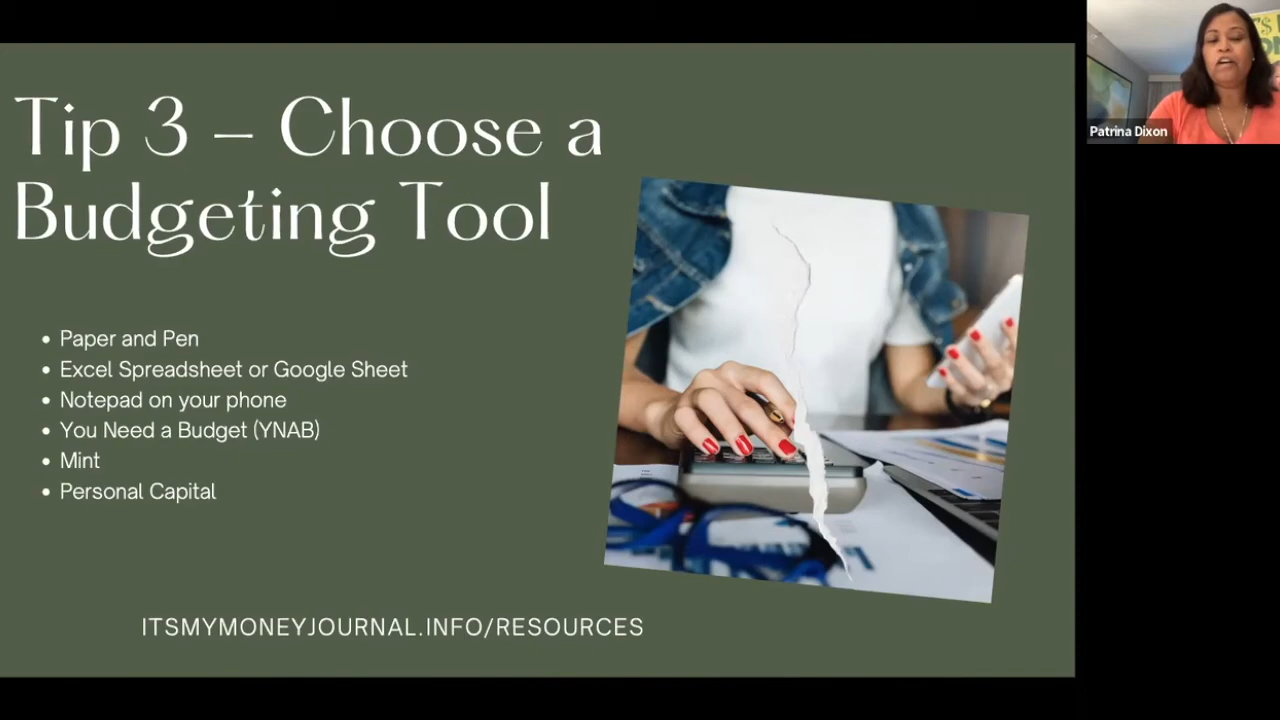 Tip 3 – Choose a
Budgeting Tool
• Paper and Pen
• Excel Spreadsheet or Google Sheet
• Notepad on your phone
• You Need a Budget (YNAB)
• Mint
• Personal Capital
ITSMYMONEYJOURNAL.INFO/RESOURCES
Patrina Dixon